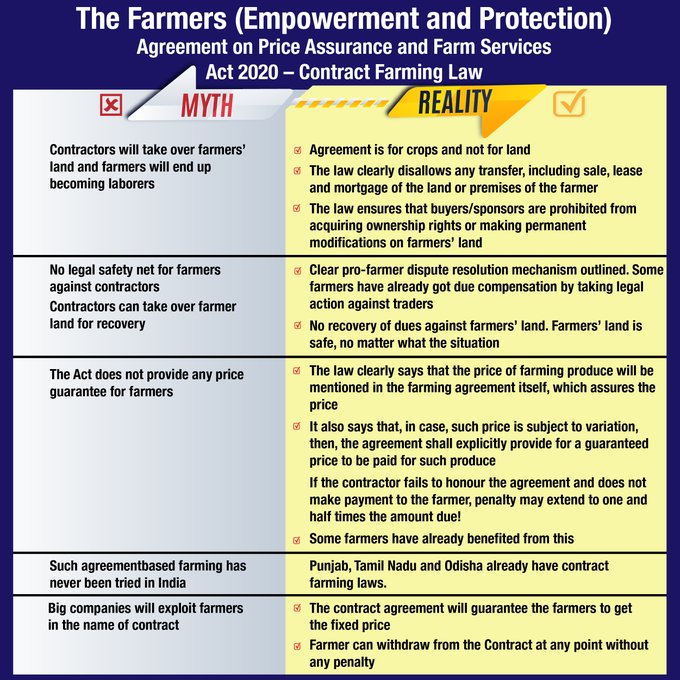 The Farmers (Empowerment and Protection)
Agreement on Price Assurance and Farm Services
Act 2020 – Contract Farming Law
MYTH
REALITY
Contractors will take over farmers'
land and farmers will end up
becoming laborers
Agreement is for crops and not for land
The law clearly disallows any transfer, including sale, lease
and mortgage of the land or premises of the farmer
The law ensures that buyers/sponsors are prohibited from
acquiring ownership rights or making permanent
modifications on farmers' land
No legal safety net for farmers
against contractors
Contractors can take over farmer
land for recovery
Clear pro-farmer dispute resolution mechanism outlined. Some
farmers have already got due compensation by taking legal
action against traders
No recovery of dues against farmers' land. Farmers' land is
safe, no matter what the situation
The Act does not provide any price
guarantee for farmers
The law clearly says that the price of farming produce will be
mentioned in the farming agreement itself, which assures the
price
It also says that, in case, such price is subject to variation,
then, the agreement shall explicitly provide for a guaranteed
price to be paid for such produce
If the contractor fails to honour the agreement and does not
make payment to the farmer, penalty may extend to one and
half times the amount due!
Some farmers have already benefited from this
Such agreementbased farming has
never been tried in India
Punjab, Tamil Nadu and Odisha already have contract
farming laws.
Big companies will exploit farmers
in the name of contract
The contract agreement will guarantee the farmers to get
the fixed price
Farmer can withdraw from the Contract at any point without
any penalty